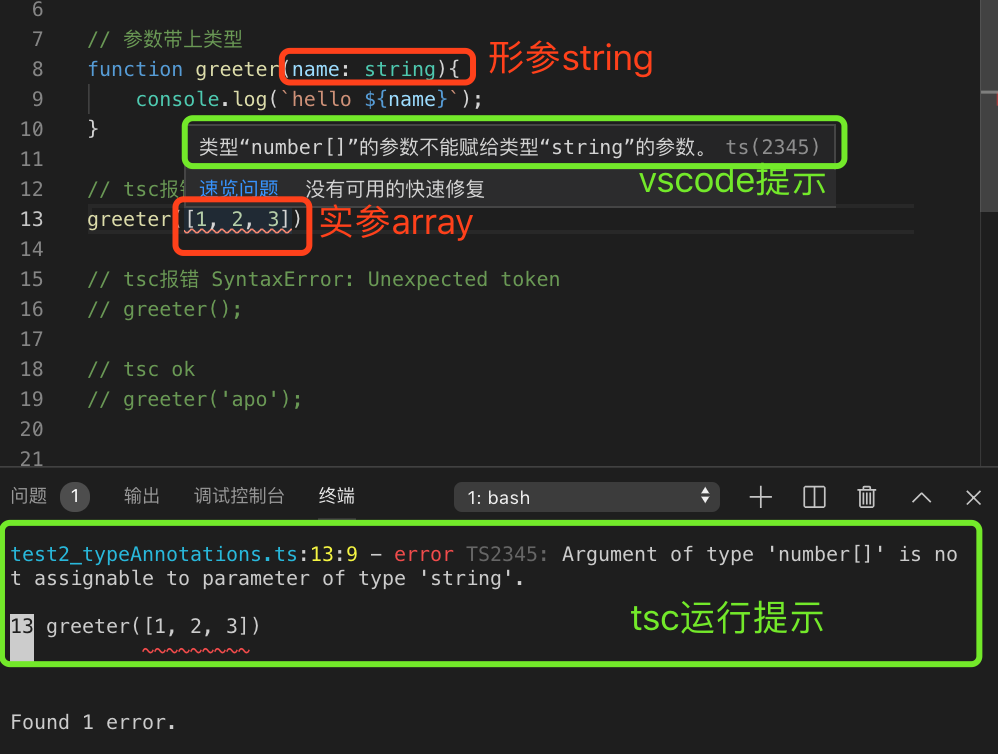 6
7 // 参数带上类型
8 function greeter(name: string){ 形参string
9 console.log(`hello ${name}`);
10 }
类型“number[]”的参数不能赋给类型“string”的参数。 ts(2345)
11
vscode提示
12 // tsc报 速览问题 没有可用的快速修复
13 greeter([1, 2, 3]) 实参array
14
15 // tsc报错 SyntaxError: Unexpected token
16 // greeter();
17
18 // tsc ok
19 // greeter('apo');
20
21
问题 1 输出 调试控制台 终端 1: bash
test2_typeAnnotations.ts:13:9 - error TS2345: Argument of type 'number[]' is no
t assignable to parameter of type 'string'.
13 greeter([1, 2, 3])
tsc运行提示
Found 1 error.